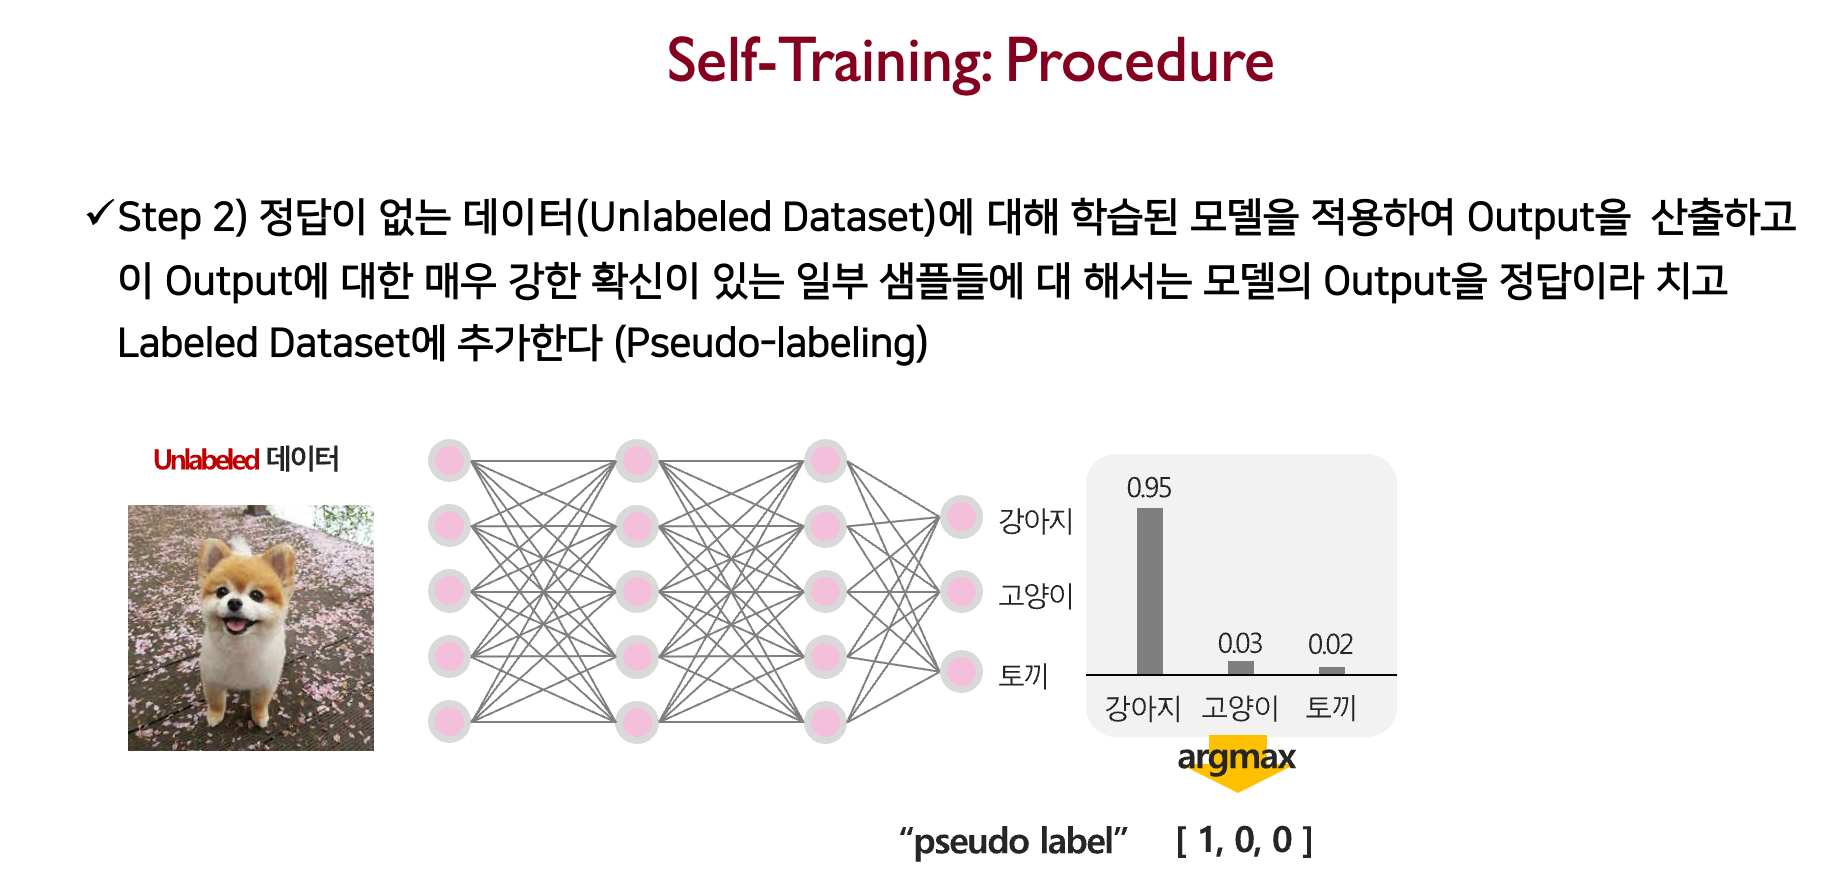 Self-Training: Procedure
✓Step 2) 정답이 없는 데이터(Unlabeled Dataset)에 대해 학습된 모델을 적용하여 Output을 산출하고
이 Output에 대한 매우 강한 확신이 있는 일부 샘플들에 대 해서는 모델의 Output을 정답이라 치고
Labeled Dataset에 추가한다 (Pseudo-labeling)
Unlabeled 데이터
강아지
고양이
토끼
0.95
0.03 0.02
강아지 고양이 토끼
argmax
“pseudo label” [ 1, 0, 0 ]